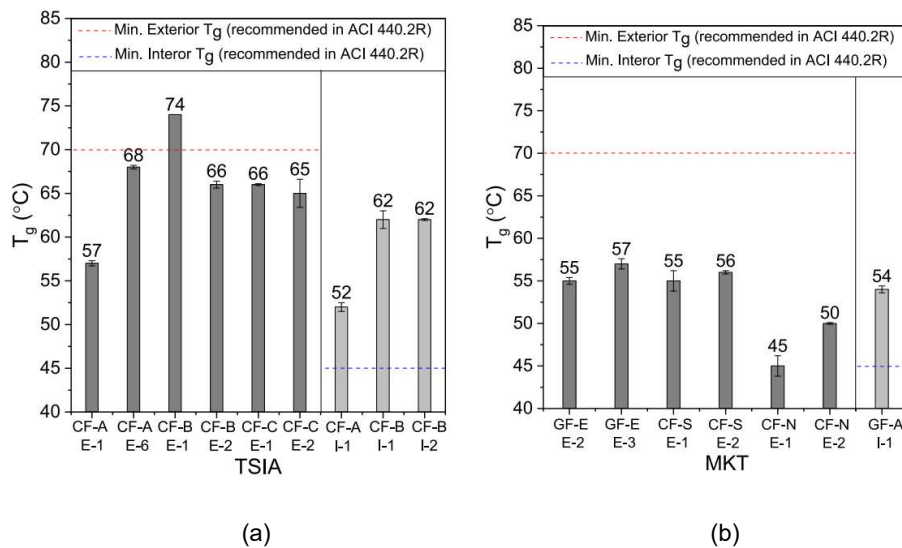 Min. Exterior Tg (recommended in ACI 440.2R)
Min. Interor Tg (recommended in ACI 440.2R)
Tg (°C)
85
80
75
70
65
60
55
50
45
40
57
68
74
66
66
65
52
62
62
CF-A CF-A CF-B CF-B CF-C CF-C CF-A CF-B CF-B
E-1 E-6 E-1 E-2 E-1 E-2 I-1 I-1 I-2
TSIA
(a)
Min. Exterior Tg (recommended in ACI 440.2R)
Min. Interor Tg (recommended in ACI 440.2R)
Tg (°C)
85
80
75
70
65
60
55
50
45
40
55
57
55
56
45
50
54
GF-E GF-E CF-S CF-S CF-N CF-N GF-A
E-2 E-3 E-1 E-2 E-1 E-2 I-1
MKT
(b)